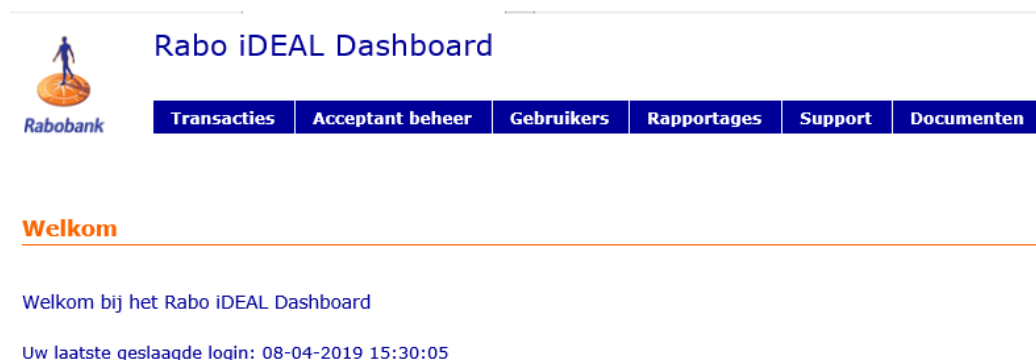 Rabo iDEAL Dashboard
Rabobank
Transacties Acceptant beheer Gebruikers Rapportages Support Documenten
Welkom
Welkom bij het Rabo iDEAL Dashboard
Uw laatste geslaagde login: 08-04-2019 15:30:05